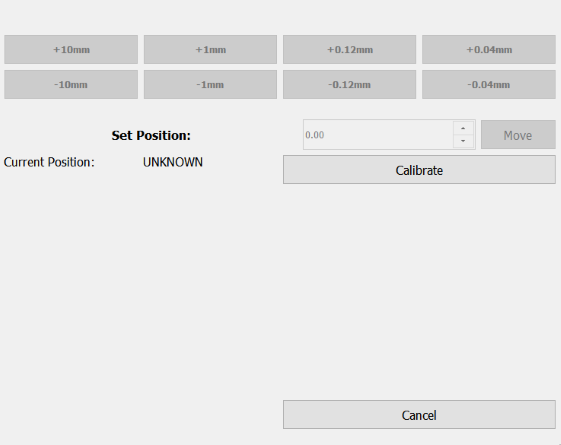 +10mm +1mm +0.12mm +0.04mm
-10mm -1mm -0.12mm -0.04mm
Set Position: 0.00 Move
Current Position: UNKNOWN Calibrate
Cancel